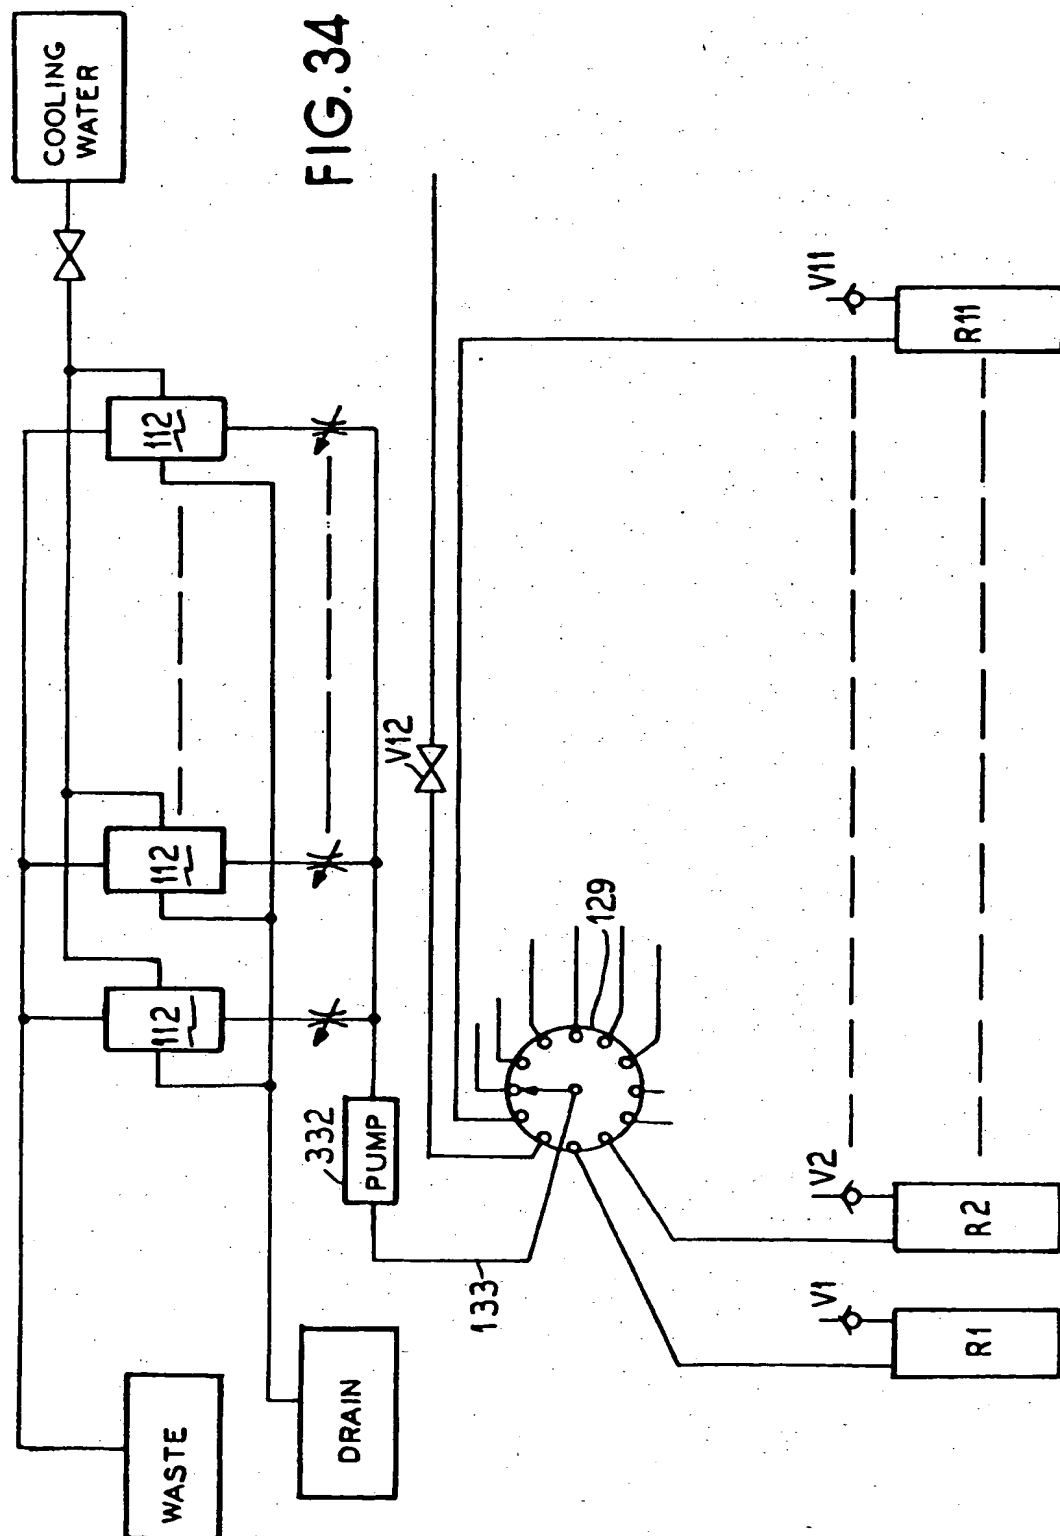 COOLING
WATER
FIG. 34
112
112
112
WASTE
DRAIN
332
PUMP
133
V12
129
V11
R11
V2
R2
V1
R1